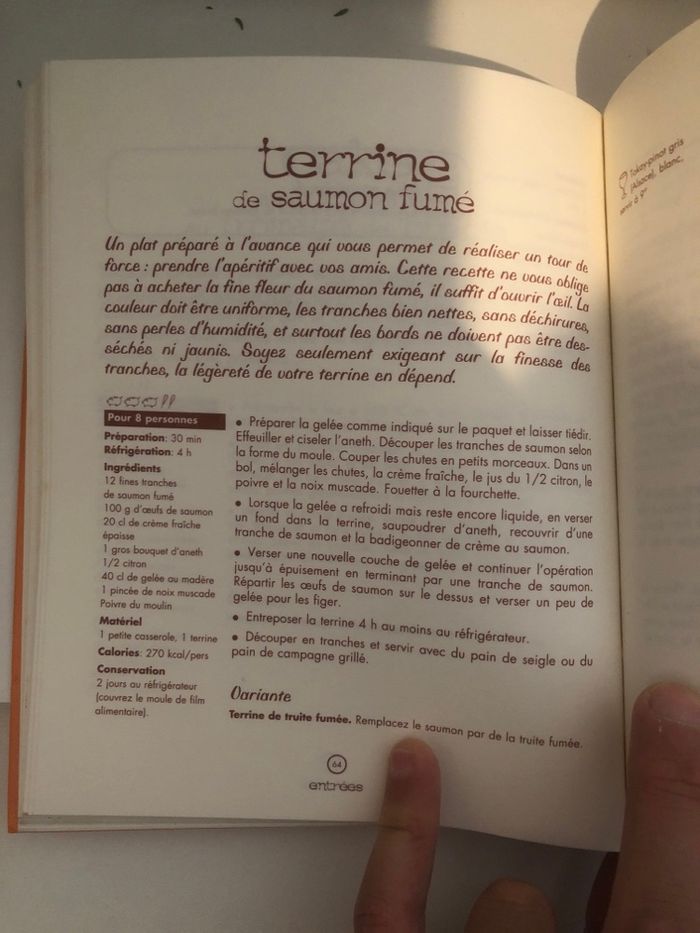 terrine
de saumon fumé
Un plat préparé à l'avance qui vous permet de réaliser un tour de
force : prendre l'apéritif avec vos amis. Cette recette ne vous oblige
pas à acheter la fine fleur du saumon fumé, il suffit d'ouvrir l'œil. La
couleur doit être uniforme, les tranches bien nettes, sans déchirures,
sans perles d'humidité, et surtout les bords ne doivent pas être des-
séchés ni jaunis. Soyez seulement exigeant sur la finesse des
tranches, la légèreté de votre terrine en dépend.
Pour 8 personnes
Préparation: 30 min
Réfrigération: 4 h
Ingrédients
12 fines tranches
de saumon fumé
100 g d'œufs de saumon
20 cl de crème fraîche
épaisse
1 gros bouquet d'aneth
1/2 citron
40 cl de gelée au madère
1 pincée de noix muscade
Poivre du moulin
Matériel
1 petite casserole, 1 terrine
Calories: 270 kcal/pers
Conservation
2 jours au réfrigérateur
(couvrez le moule de film
alimentaire).
• Préparer la gelée comme indiqué sur le paquet et laisser tiédir.
Effeuiller et ciseler l'aneth. Découper les tranches de saumon selon
la forme du moule. Couper les chutes en petits morceaux. Dans un
bol, mélanger les chutes, la crème fraîche, le jus du 1/2 citron, le
poivre et la noix muscade. Fouetter à la fourchette.
• Lorsque la gelée a refroidi mais reste encore liquide, en verser
un fond dans la terrine, saupoudrer d'aneth, recouvrir d'une
tranche de saumon et la badigeonner de crème au saumon.
• Verser une nouvelle couche de gelée et continuer l'opération
jusqu'à épuisement en terminant par une tranche de saumon.
Répartir les œufs de saumon sur le dessus et verser un peu de
gelée pour les figer.
• Entreposer la terrine 4 h au moins au réfrigérateur.
• Découper en tranches et servir avec du pain de seigle ou du
pain de campagne grillé.
Variante
Terrine de truite fumée. Remplacez le saumon par de la truite fumée.
64
entrées
Tokay-pinot gris
(Alsace), blanc,
servir à 9°